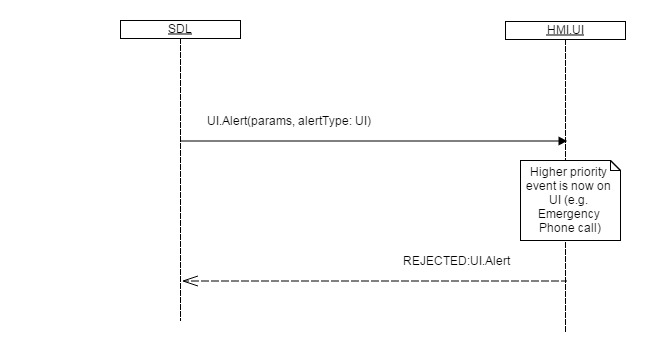 SDL
HMI.UI
UI.Alert(params, alertType: UI)
Higher priority
event is now on
UI (e.g.
Emergency
Phone call)
REJECTED:UI.Alert